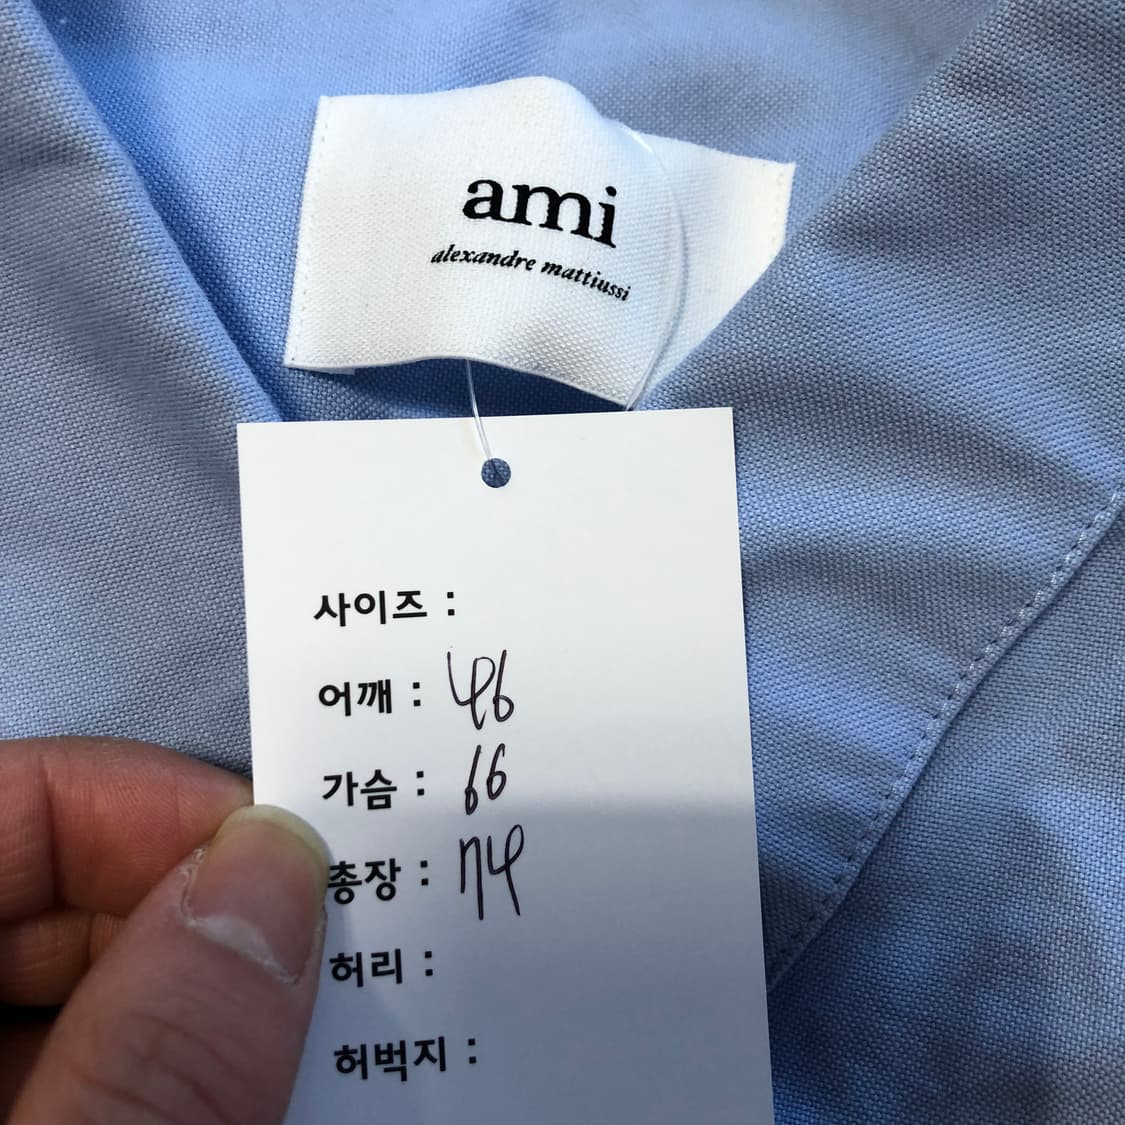 ami
alexandre mattiussi
사이즈 :
어깨 : 46
가슴 : 66
총장 : 74
허리 :
허벅지 :